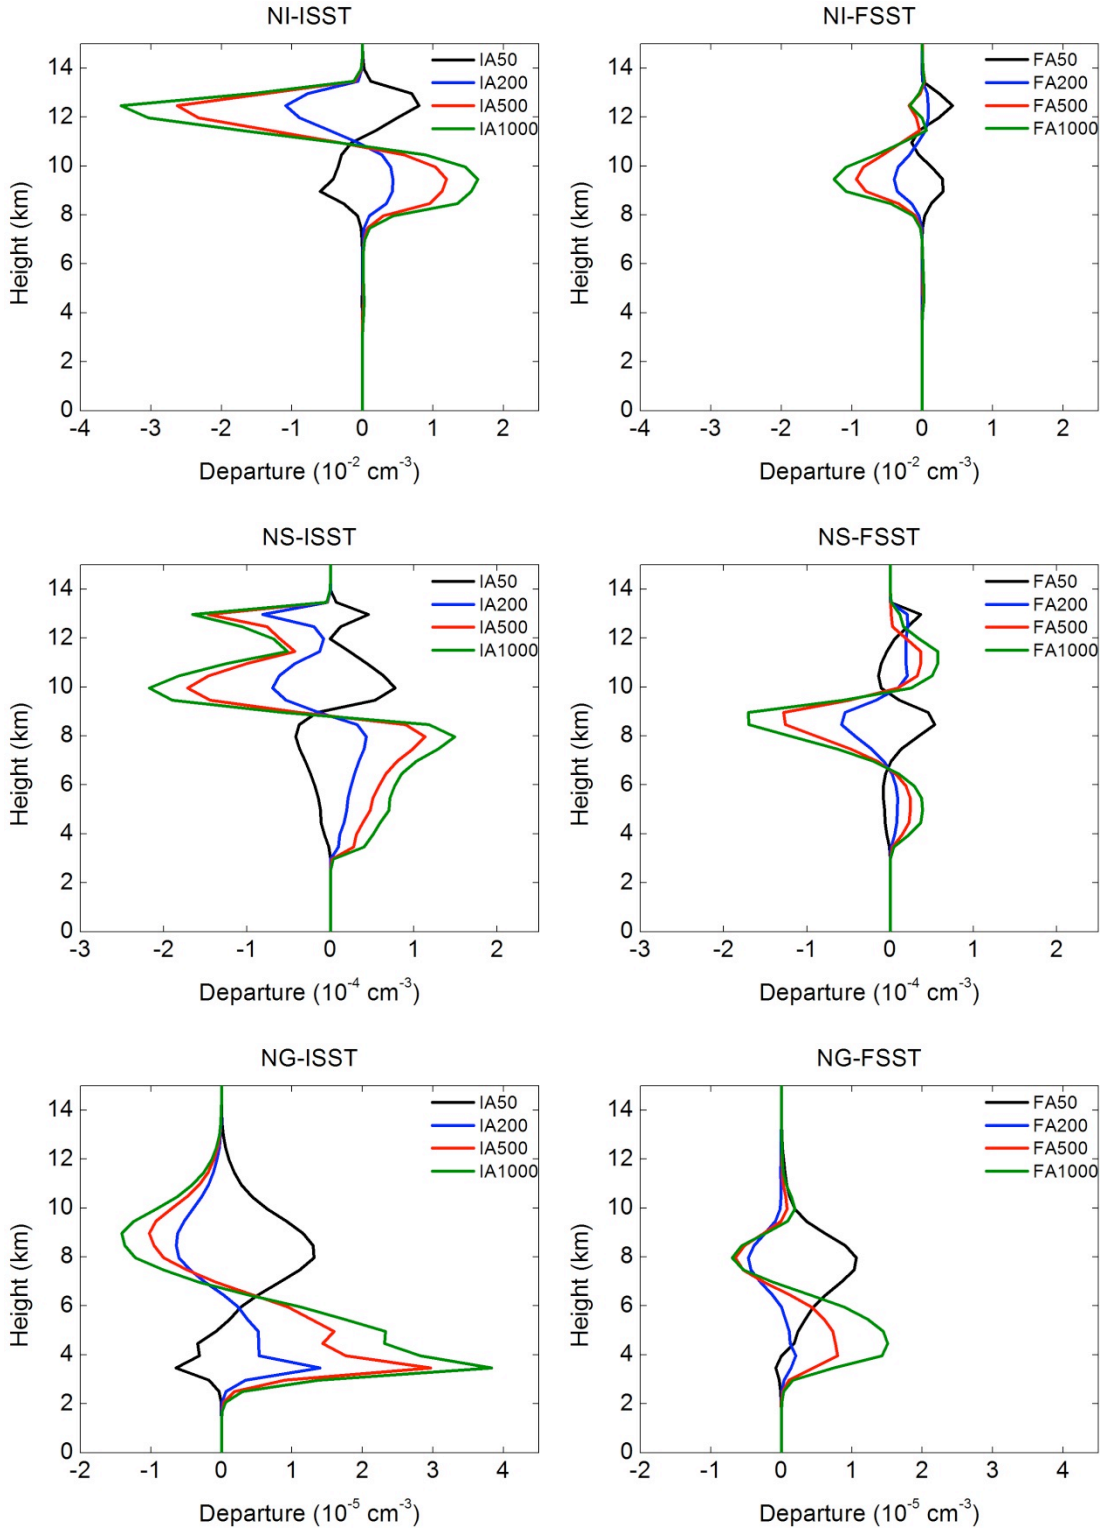 NI-ISST
14
12
10
8
6
4
2
0
-4 -3 -2 -1 0 1 2
Height (km)
Departure (10⁻² cm⁻³)
IA50
IA200
IA500
IA1000
NI-FSST
14
12
10
8
6
4
2
0
-4 -3 -2 -1 0 1 2
Height (km)
Departure (10⁻² cm⁻³)
FA50
FA200
FA500
FA1000
NS-ISST
14
12
10
8
6
4
2
0
-3 -2 -1 0 1 2
Height (km)
Departure (10⁻⁴ cm⁻³)
IA50
IA200
IA500
IA1000
NS-FSST
14
12
10
8
6
4
2
0
-3 -2 -1 0 1 2
Height (km)
Departure (10⁻⁴ cm⁻³)
FA50
FA200
FA500
FA1000
NG-ISST
14
12
10
8
6
4
2
0
-2 -1 0 1 2 3 4
Height (km)
Departure (10⁻⁵ cm⁻³)
IA50
IA200
IA500
IA1000
NG-FSST
14
12
10
8
6
4
2
0
-2 -1 0 1 2 3 4
Height (km)
Departure (10⁻⁵ cm⁻³)
FA50
FA200
FA500
FA1000